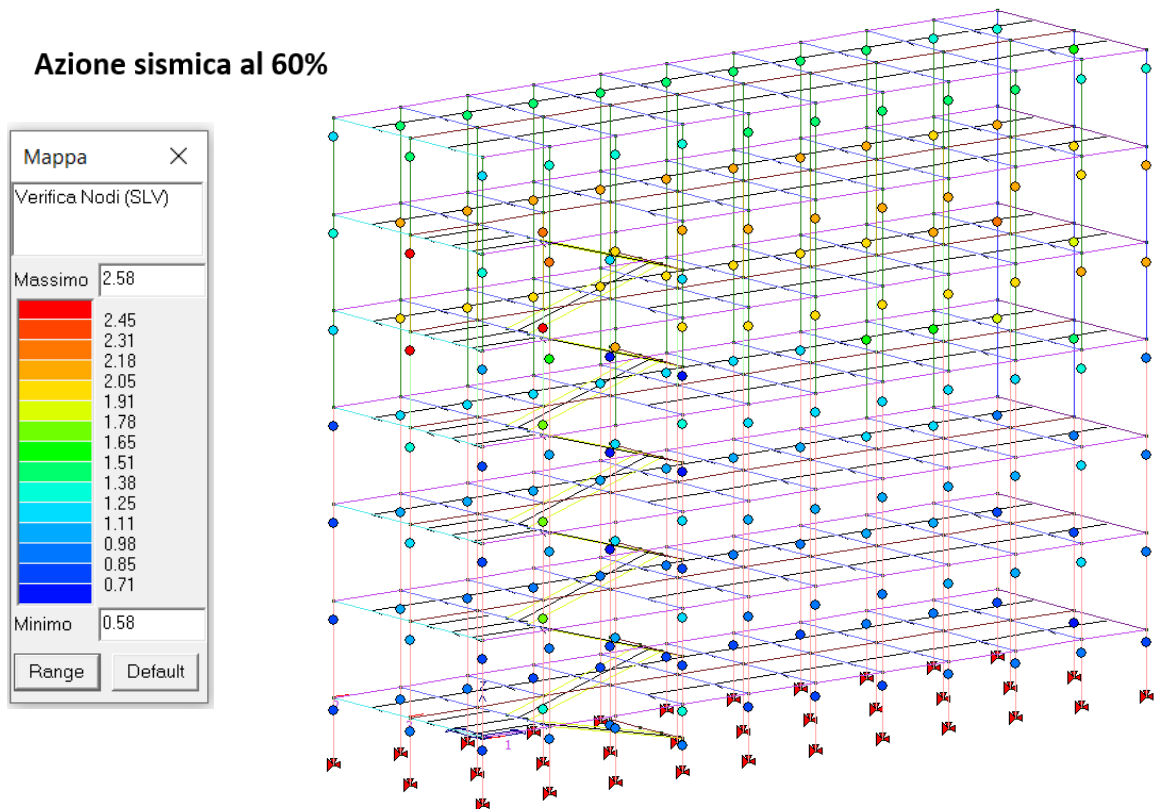 Azione sismica al 60%
Mappa
Verifica Nodi (SLV)
Massimo 2.58
2.45
2.31
2.18
2.05
1.91
1.78
1.65
1.51
1.38
1.25
1.11
0.98
0.85
0.71
Minimo 0.58
Range Default
1